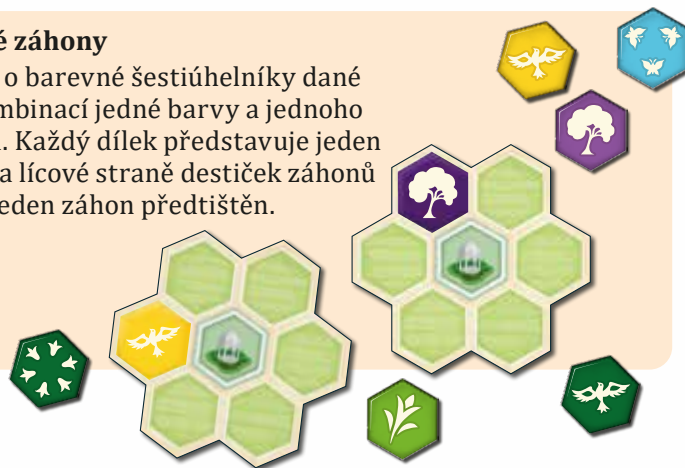 é záhony
o barevné šestiúhelníky dané
mbinací jedné barvy a jednoho
. Každý dílek představuje jeden
a lícové straně destiček záhonů
eden záhon předtištěn.